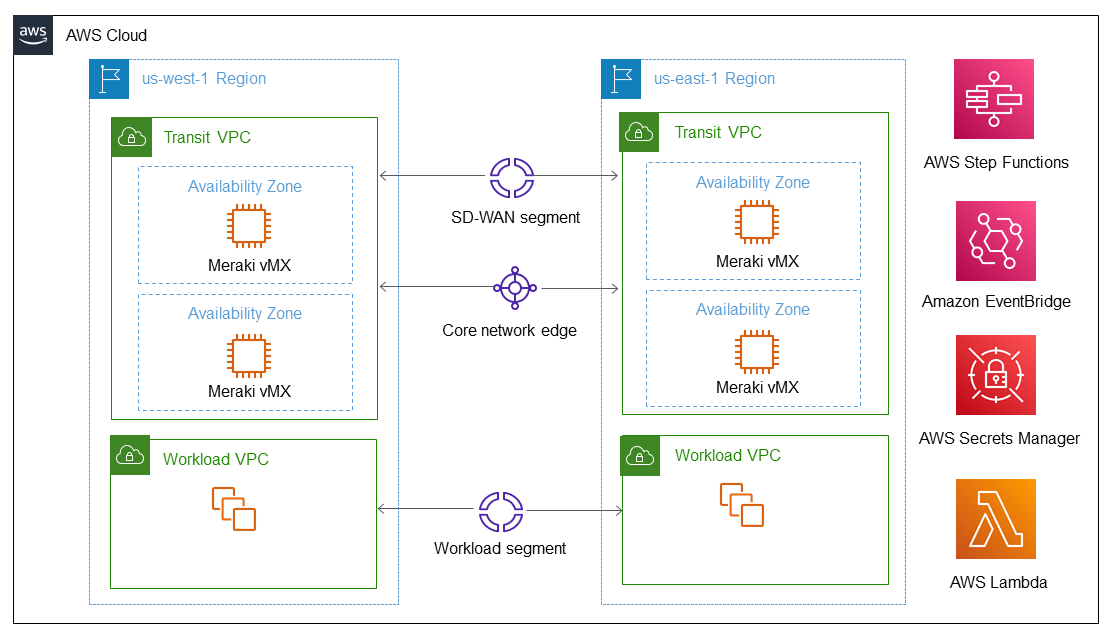 aws
AWS Cloud
us-west-1 Region
Transit VPC
Availability Zone
Meraki vMX
Availability Zone
Meraki vMX
Workload VPC
SD-WAN segment
Core network edge
Workload segment
us-east-1 Region
Transit VPC
Availability Zone
Meraki vMX
Availability Zone
Meraki vMX
Workload VPC
AWS Step Functions
Amazon EventBridge
AWS Secrets Manager
AWS Lambda